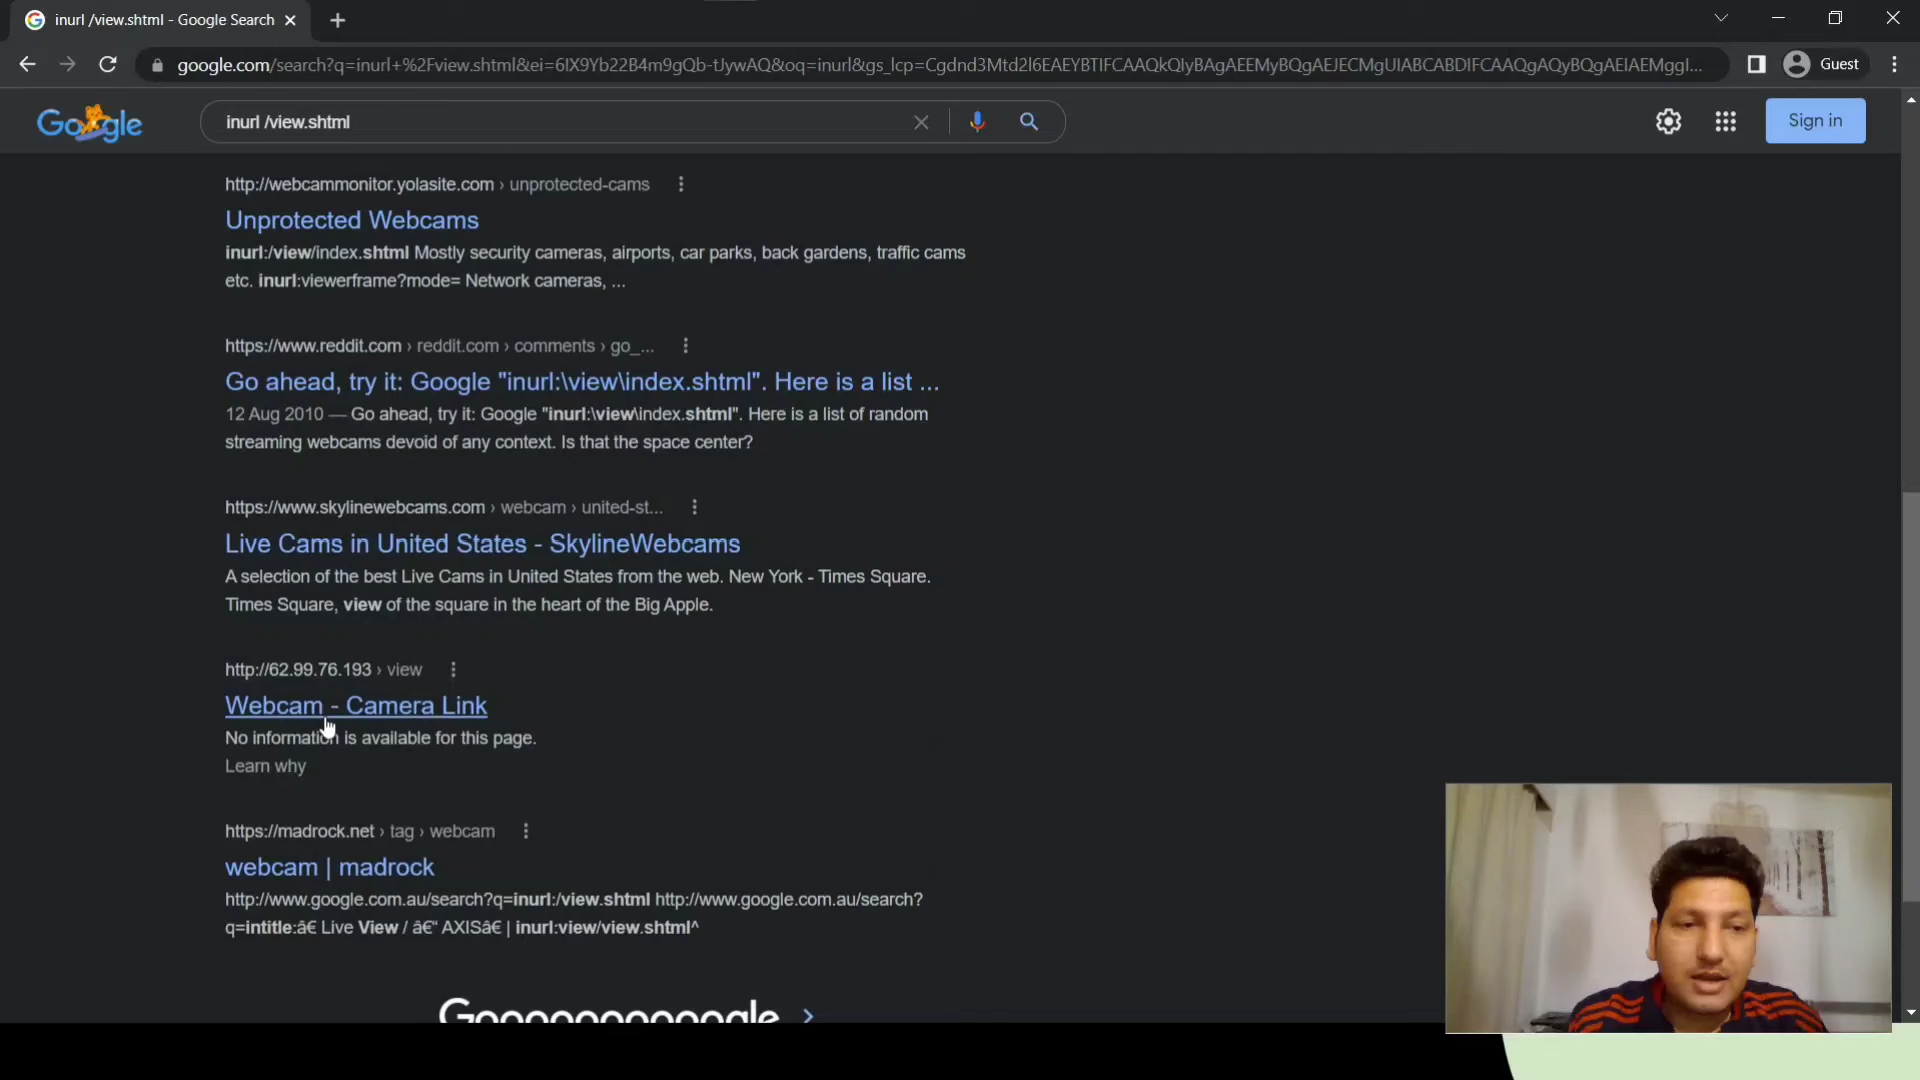 inurl /view.shtml - Google Search
google.com/search?q=inurl+%2Fview.shtml&ei=6IX9Yb22B4m9gQb-tJywAQ&oq=inurl&gs_lcp=Cgdnd3Mtd2l6EAEYBTIFCAAQkQIyBAgAEEMyBQgAEJECMgUIABCABDIFCAAQgAQyBQgAEIAEMggI...
Guest
Google
inurl /view.shtml
Sign in
http://webcammonitor.yolasite.com › unprotected-cams
Unprotected Webcams
inurl:/view/index.shtml Mostly security cameras, airports, car parks, back gardens, traffic cams
etc. inurl:viewerframe?mode= Network cameras, ...
https://www.reddit.com › reddit.com › comments › go_...
Go ahead, try it: Google "inurl:\view\index.shtml". Here is a list ...
12 Aug 2010 — Go ahead, try it: Google "inurl:\view\index.shtml". Here is a list of random
streaming webcams devoid of any context. Is that the space center?
https://www.skylinewebcams.com › webcam › united-st...
Live Cams in United States - SkylineWebcams
A selection of the best Live Cams in United States from the web. New York - Times Square.
Times Square, view of the square in the heart of the Big Apple.
http://62.99.76.193 › view
Webcam - Camera Link
No information is available for this page.
Learn why
https://madrock.net › tag › webcam
webcam | madrock
http://www.google.com.au/search?q=inurl:/view.shtml http://www.google.com.au/search?
q=intitle:â€ Live View / â€“ AXISâ€ | inurl:view/view.shtml^
Goooooooooogle >